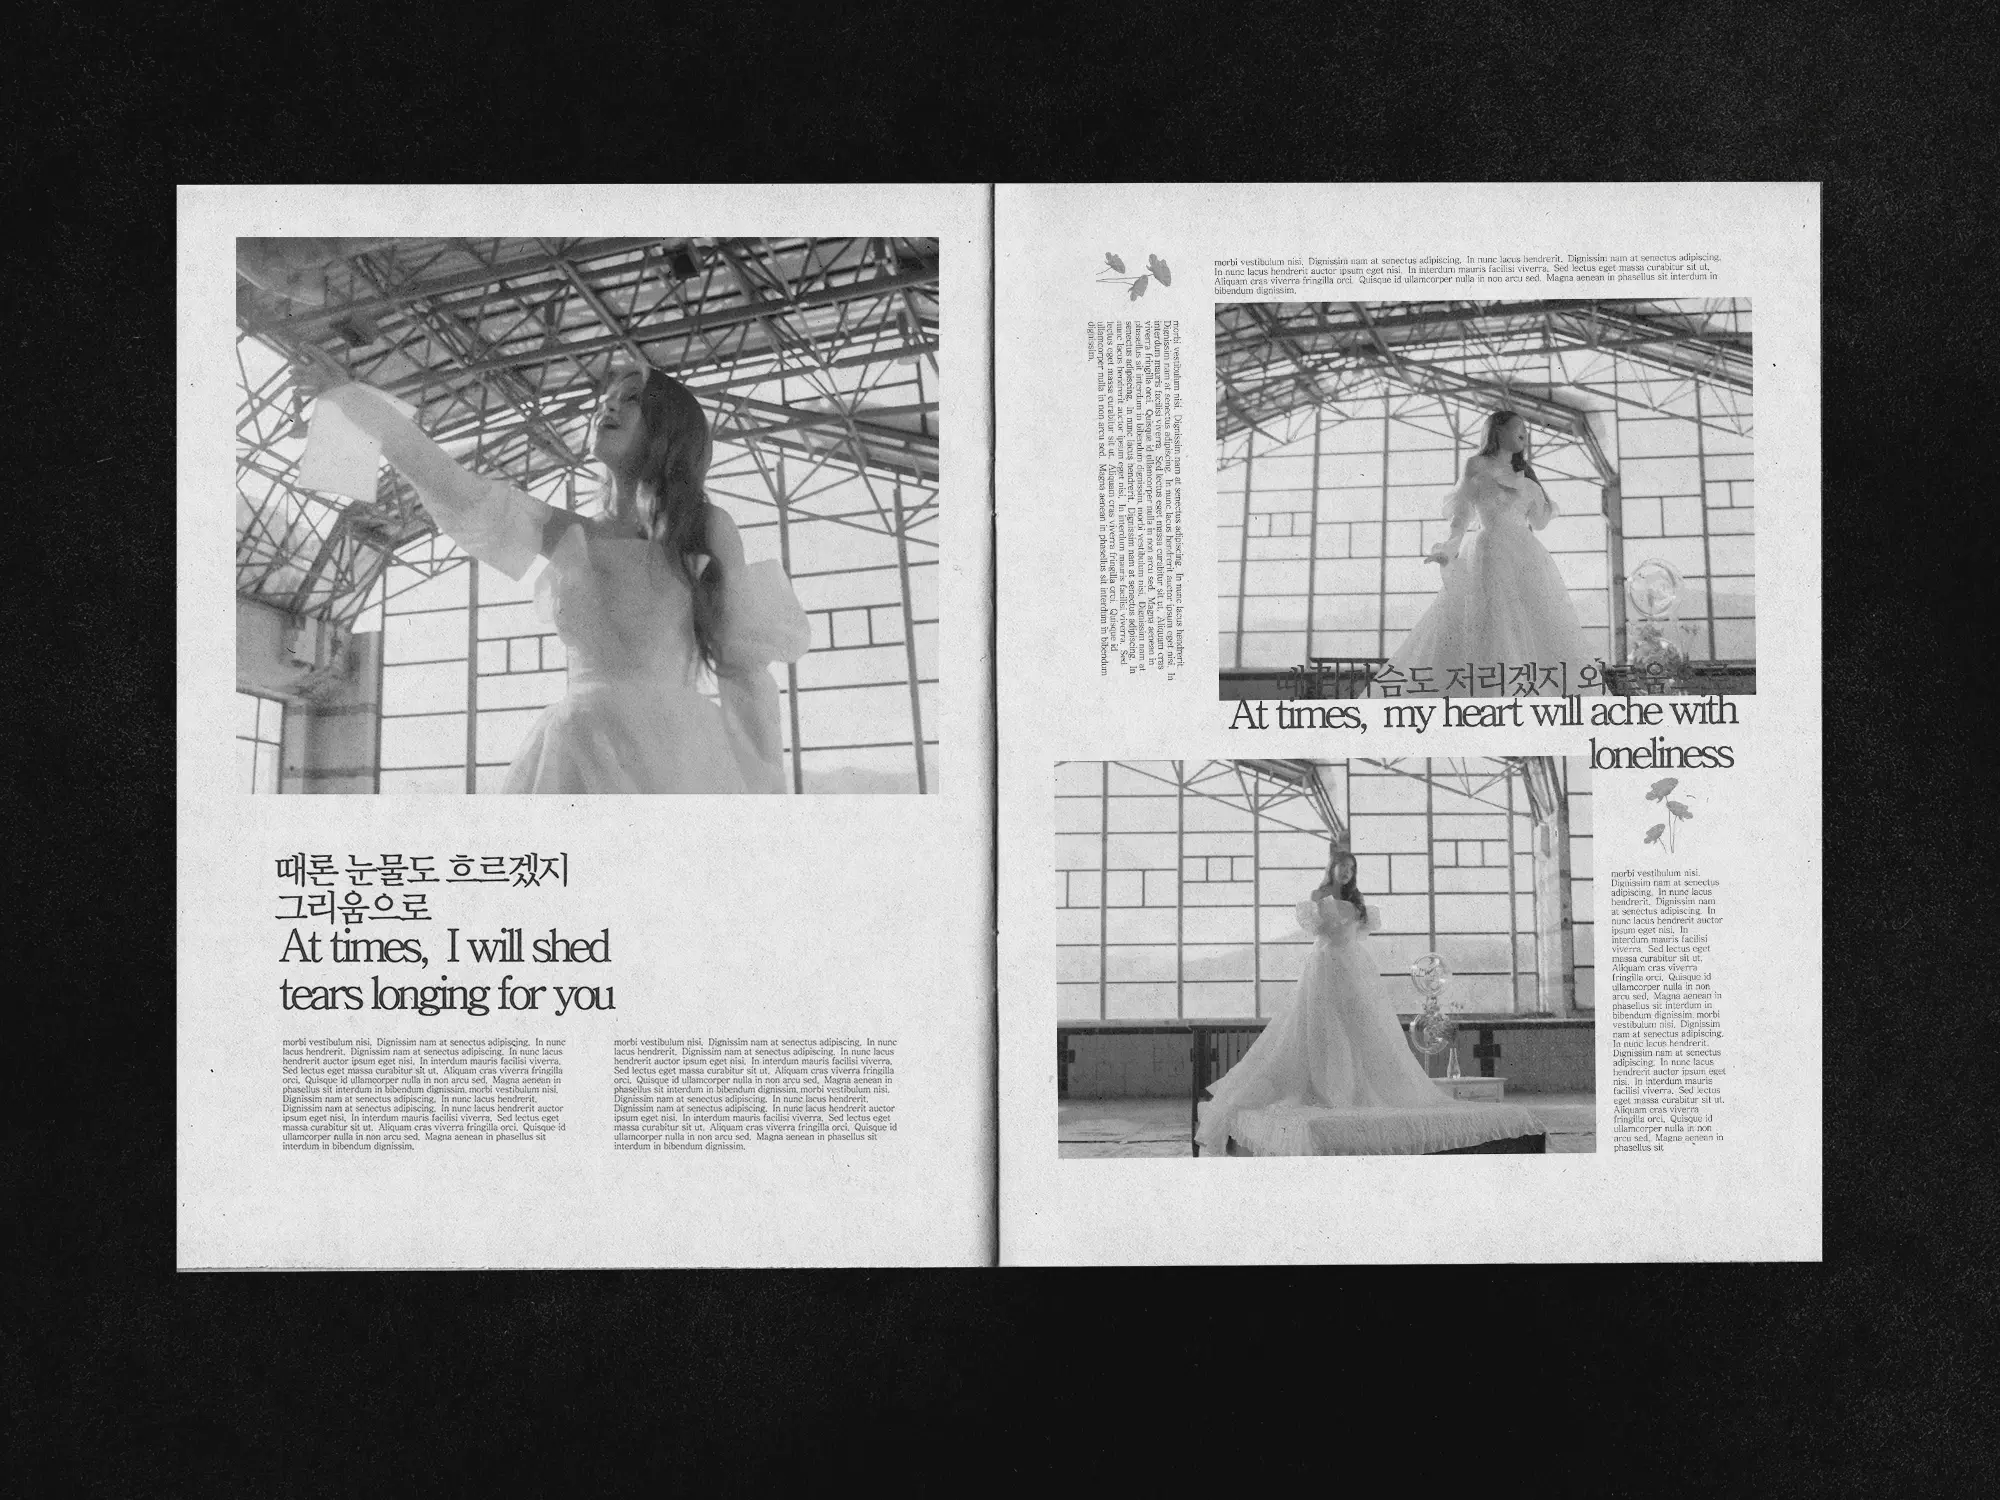 때론 눈물도 흐르겠지
그리움으로
At times, I will shed
tears longing for you
morbi vestibulum nisi. Dignissim nam at senectus adipiscing. In nunc
lacus hendrerit. Dignissim nam at senectus adipiscing. In nunc lacus
hendrerit auctor ipsum eget nisi. In interdum mauris facilisi viverra.
Sed lectus eget massa curabitur sit ut. Aliquam cras viverra fringilla
orci. Quisque id ullamcorper nulla in non arcu sed. Magna aenean in
phasellus sit interdum in bibendum dignissim. morbi vestibulum nisi.
Dignissim nam at senectus adipiscing. In nunc lacus hendrerit.
Dignissim nam at senectus adipiscing. In nunc lacus hendrerit auctor
ipsum eget nisi. In interdum mauris facilisi viverra. Sed lectus eget
massa curabitur sit ut. Aliquam cras viverra fringilla orci. Quisque id
ullamcorper nulla in non arcu sed. Magna aenean in phasellus sit
interdum in bibendum dignissim.
morbi vestibulum nisi. Dignissim nam at senectus adipiscing. In nunc
lacus hendrerit. Dignissim nam at senectus adipiscing. In nunc lacus
hendrerit auctor ipsum eget nisi. In interdum mauris facilisi viverra.
Sed lectus eget massa curabitur sit ut. Aliquam cras viverra fringilla
orci. Quisque id ullamcorper nulla in non arcu sed. Magna aenean in
phasellus sit interdum in bibendum dignissim. morbi vestibulum nisi.
Dignissim nam at senectus adipiscing. In nunc lacus hendrerit.
Dignissim nam at senectus adipiscing. In nunc lacus hendrerit auctor
ipsum eget nisi. In interdum mauris facilisi viverra. Sed lectus eget
massa curabitur sit ut. Aliquam cras viverra fringilla orci. Quisque id
ullamcorper nulla in non arcu sed. Magna aenean in phasellus sit
interdum in bibendum dignissim.
morbi vestibulum nisi. Dignissim nam at senectus adipiscing. In nunc lacus hendrerit. Dignissim nam at senectus adipiscing.
In nunc lacus hendrerit auctor ipsum eget nisi. In interdum mauris facilisi viverra. Sed lectus eget massa curabitur sit ut.
Aliquam cras viverra fringilla orci. Quisque id ullamcorper nulla in non arcu sed. Magna aenean in phasellus sit interdum in
bibendum dignissim.
morbi vestibulum nisi. Dignissim nam at senectus adipiscing. In nunc lacus hendrerit.
Dignissim nam at senectus adipiscing. In nunc lacus hendrerit auctor ipsum eget nisi. In
interdum mauris facilisi viverra. Sed lectus eget massa curabitur sit ut. Aliquam cras
viverra fringilla orci. Quisque id ullamcorper nulla in non arcu sed. Magna aenean in
phasellus sit interdum in bibendum dignissim. morbi vestibulum nisi. Dignissim nam at
senectus adipiscing. In nunc lacus hendrerit. Dignissim nam at senectus adipiscing. In
nunc lacus hendrerit auctor ipsum eget nisi. In interdum mauris facilisi viverra. Sed
lectus eget massa curabitur sit ut. Aliquam cras viverra fringilla orci. Quisque id
ullamcorper nulla in non arcu sed. Magna aenean in phasellus sit interdum in bibendum
dignissim.
저리겠지
At times, my heart will ache with
loneliness
morbi vestibulum nisi.
Dignissim nam at senectus
adipiscing. In nunc lacus
hendrerit. Dignissim nam
at senectus adipiscing. In
nunc lacus hendrerit auctor
ipsum eget nisi. In
interdum mauris facilisi
viverra. Sed lectus eget
massa curabitur sit ut.
Aliquam cras viverra
fringilla orci. Quisque id
ullamcorper nulla in non
arcu sed. Magna aenean in
phasellus sit interdum in
bibendum dignissim. morbi
vestibulum nisi. Dignissim
nam at senectus adipiscing.
In nunc lacus hendrerit.
Dignissim nam at senectus
adipiscing. In nunc lacus
hendrerit auctor ipsum eget
nisi. In interdum mauris
facilisi viverra. Sed lectus
eget massa curabitur sit ut.
Aliquam cras viverra
fringilla orci. Quisque id
ullamcorper nulla in non
arcu sed. Magna aenean in
phasellus sit